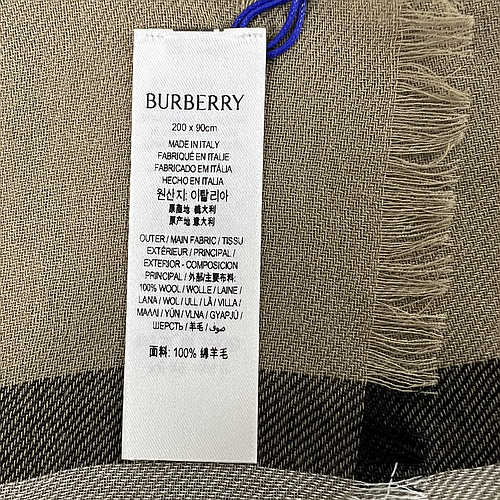 BURBERRY
200 x 90cm
MADE IN ITALY
FABRIQUÉ EN ITALIE
FABRICADO EM ITÁLIA
HECHO EN ITALIA
원산지: 이탈리아
原產地 義大利
原产地 意大利
OUTER / MAIN FABRIC / TISSU
EXTÉRIEUR / PRINCIPAL /
EXTERIOR - COMPOSICION
PRINCIPAL / 外部/主要布料:
100% WOOL / WOLLE / LAINE /
LANA / WOL / ULL / LÃ / VILLA /
ΜΑΛΛΙ / YÜN / VLNA / GYAPJÚ /
ШЕРСТЬ / 羊毛 / صوف
面料: 100% 绵羊毛